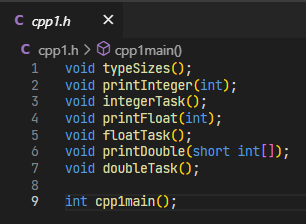 cpp1.h ×
cpp1.h > cpp1main()
1 void typeSizes();
2 void printInteger(int);
3 void integerTask();
4 void printFloat(int);
5 void floatTask();
6 void printDouble(short int[]);
7 void doubleTask();
8
9 int cpp1main();